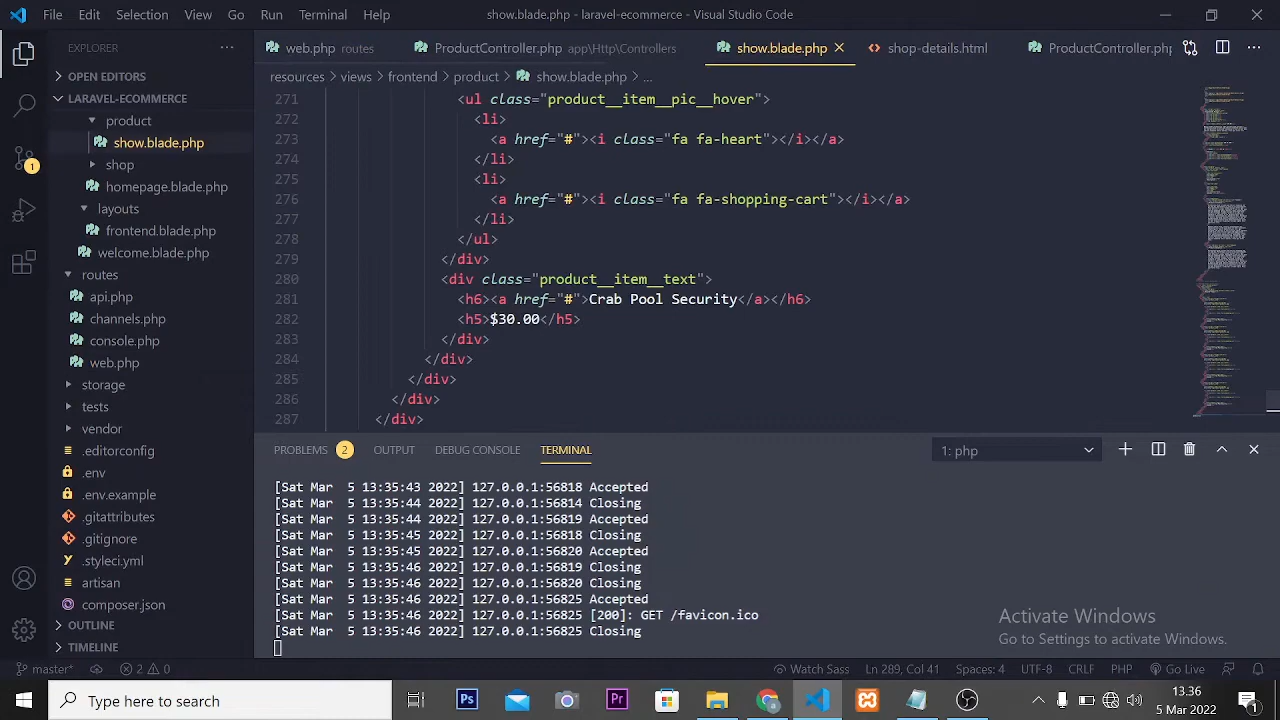 File Edit Selection View Go Run Terminal Help show.blade.php - laravel-ecommerce - Visual Studio Code
EXPLORER ...
web.php routes ProductController.php app\Http\Controllers show.blade.php shop-details.html ProductController.php
OPEN EDITORS
LARAVEL-ECOMMERCE
product
show.blade.php
shop
homepage.blade.php
layouts
frontend.blade.php
welcome.blade.php
routes
api.php
channels.php
console.php
web.php
storage
tests
vendor
.editorconfig
.env
.env.example
.gitattributes
.gitignore
.styleci.yml
artisan
composer.json
OUTLINE
TIMELINE
1
resources > views > frontend > product > show.blade.php > ...
271 <ul class="product__item__pic__hover">
272 <li>
273 <a href="#"><i class="fa fa-heart"></i></a>
274 </li>
275 <li>
276 <a href="#"><i class="fa fa-shopping-cart"></i></a>
277 </li>
278 </ul>
279 </div>
280 <div class="product__item__text">
281 <h6><a href="#">Crab Pool Security</a></h6>
282 <h5>$30.00</h5>
283 </div>
284 </div>
285 </div>
286 </div>
287 </div>
PROBLEMS 2 OUTPUT DEBUG CONSOLE TERMINAL 1: php
[Sat Mar  5 13:35:43 2022] 127.0.0.1:56818 Accepted
[Sat Mar  5 13:35:44 2022] 127.0.0.1:56814 Closing
[Sat Mar  5 13:35:44 2022] 127.0.0.1:56819 Accepted
[Sat Mar  5 13:35:45 2022] 127.0.0.1:56818 Closing
[Sat Mar  5 13:35:46 2022] 127.0.0.1:56820 Accepted
[Sat Mar  5 13:35:46 2022] 127.0.0.1:56819 Closing
[Sat Mar  5 13:35:46 2022] 127.0.0.1:56820 Closing
[Sat Mar  5 13:35:46 2022] 127.0.0.1:56825 Accepted
[Sat Mar  5 13:35:46 2022] 127.0.0.1:56825 [200]: GET /favicon.ico
[Sat Mar  5 13:35:46 2022] 127.0.0.1:56825 Closing
Activate Windows
Go to Settings to activate Windows.
master* 2 0 Watch Sass Ln 289, Col 41 Spaces: 4 UTF-8 CRLF PHP Go Live
Type here to search Ps Pr
5 Mar 2022 1